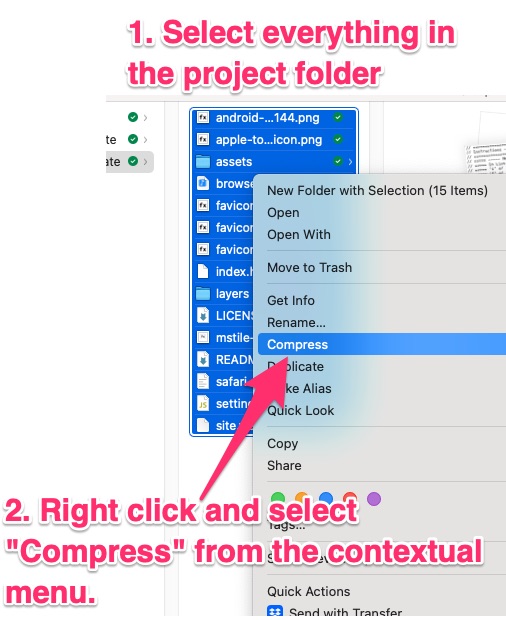 1. Select everything in
the project folder
android-...144.png
te
apple-to...icon.png
ate
assets
browse
favicon
favicon
favicon
index.h
layers
LICENS
mstile-
README
safari-
setting
site.
New Folder with Selection (15 Items)
Open
Open With
Move to Trash
Get Info
Rename...
Compress
Duplicate
Make Alias
Quick Look
Copy
Share
Tags...
2. Right click and select
"Compress" from the contextual
menu.
Quick Actions
Send with Transfer